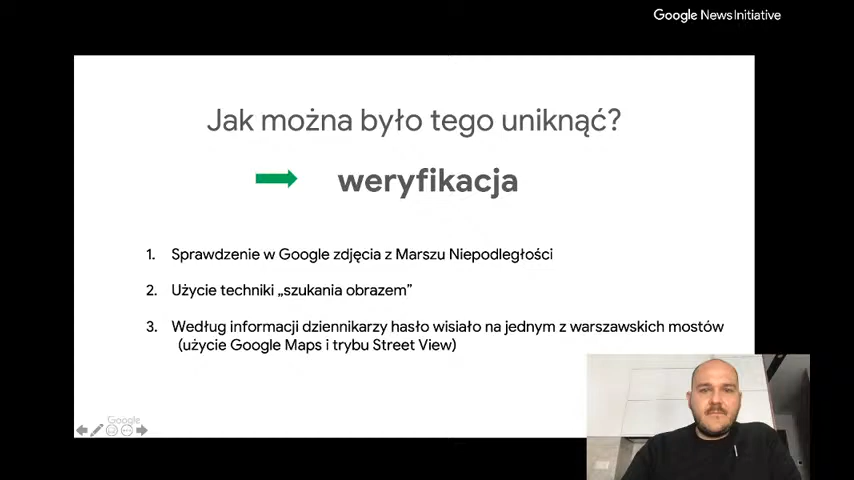 Google News Initiative
Jak można było tego uniknąć?
weryfikacja
1. Sprawdzenie w Google zdjęcia z Marszu Niepodległości
2. Użycie techniki „szukania obrazem”
3. Według informacji dziennikarzy hasło wisiało na jednym z warszawskich mostów
(użycie Google Maps i trybu Street View)
Google